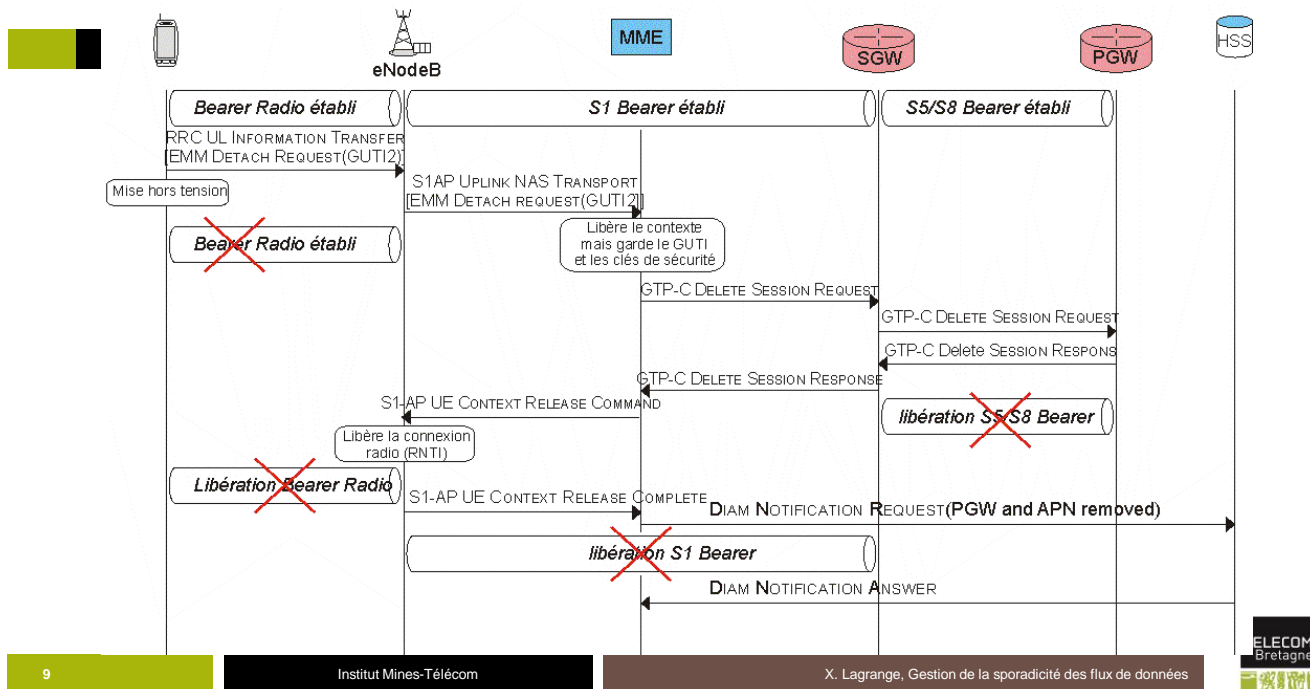 MME
HSS
SGW
PGW
eNodeB
Bearer Radio établi
S1 Bearer établi
S5/S8 Bearer établi
RRC UL INFORMATION TRANSFER
[EMM DETACH REQUEST(GUTI2)]
Mise hors tension
S1AP UPLINK NAS TRANSPORT
[EMM DETACH REQUEST(GUTI2)]
Bearer Radio établi
Libère le contexte
mais garde le GUTI
et les clés de sécurité
GTP-C DELETE SESSION REQUEST
GTP-C DELETE SESSION REQUEST
GTP-C Delete SESSION RESPONS
GTP-C DELETE SESSION RESPONSE
S1-AP UE CONTEXT RELEASE COMMAND
libération S5/S8 Bearer
Libère la connexion
radio (RNTI)
Libération Bearer Radio
S1-AP UE CONTEXT RELEASE COMPLETE
DIAM NOTIFICATION REQUEST(PGW and APN removed)
libération S1 Bearer
DIAM NOTIFICATION ANSWER
9
Institut Mines-Télécom
X. Lagrange, Gestion de la sporadicité des flux de données
ELECOM
Bretagne